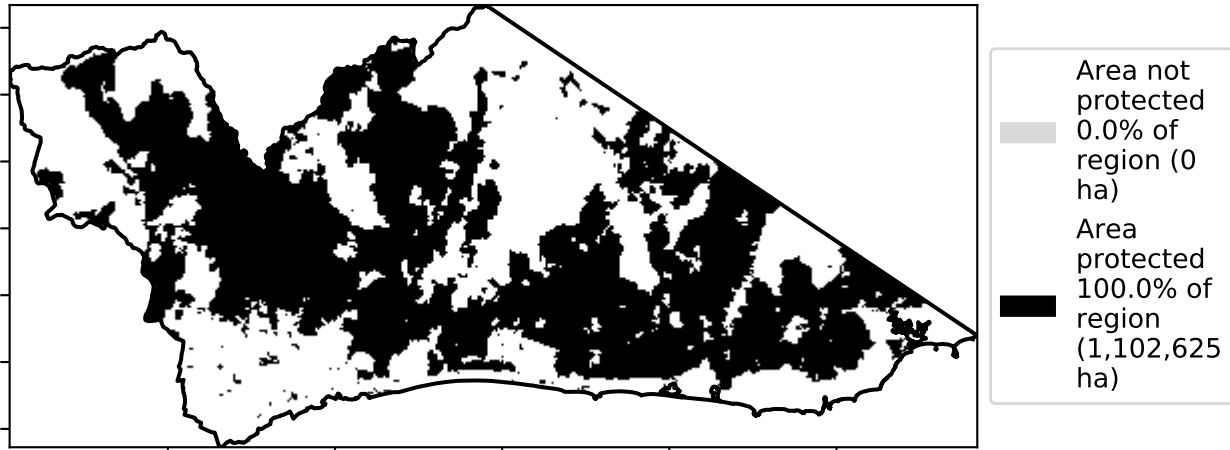 Area not
protected
0.0% of
region (0
ha)
Area
protected
100.0% of
region
(1,102,625
ha)